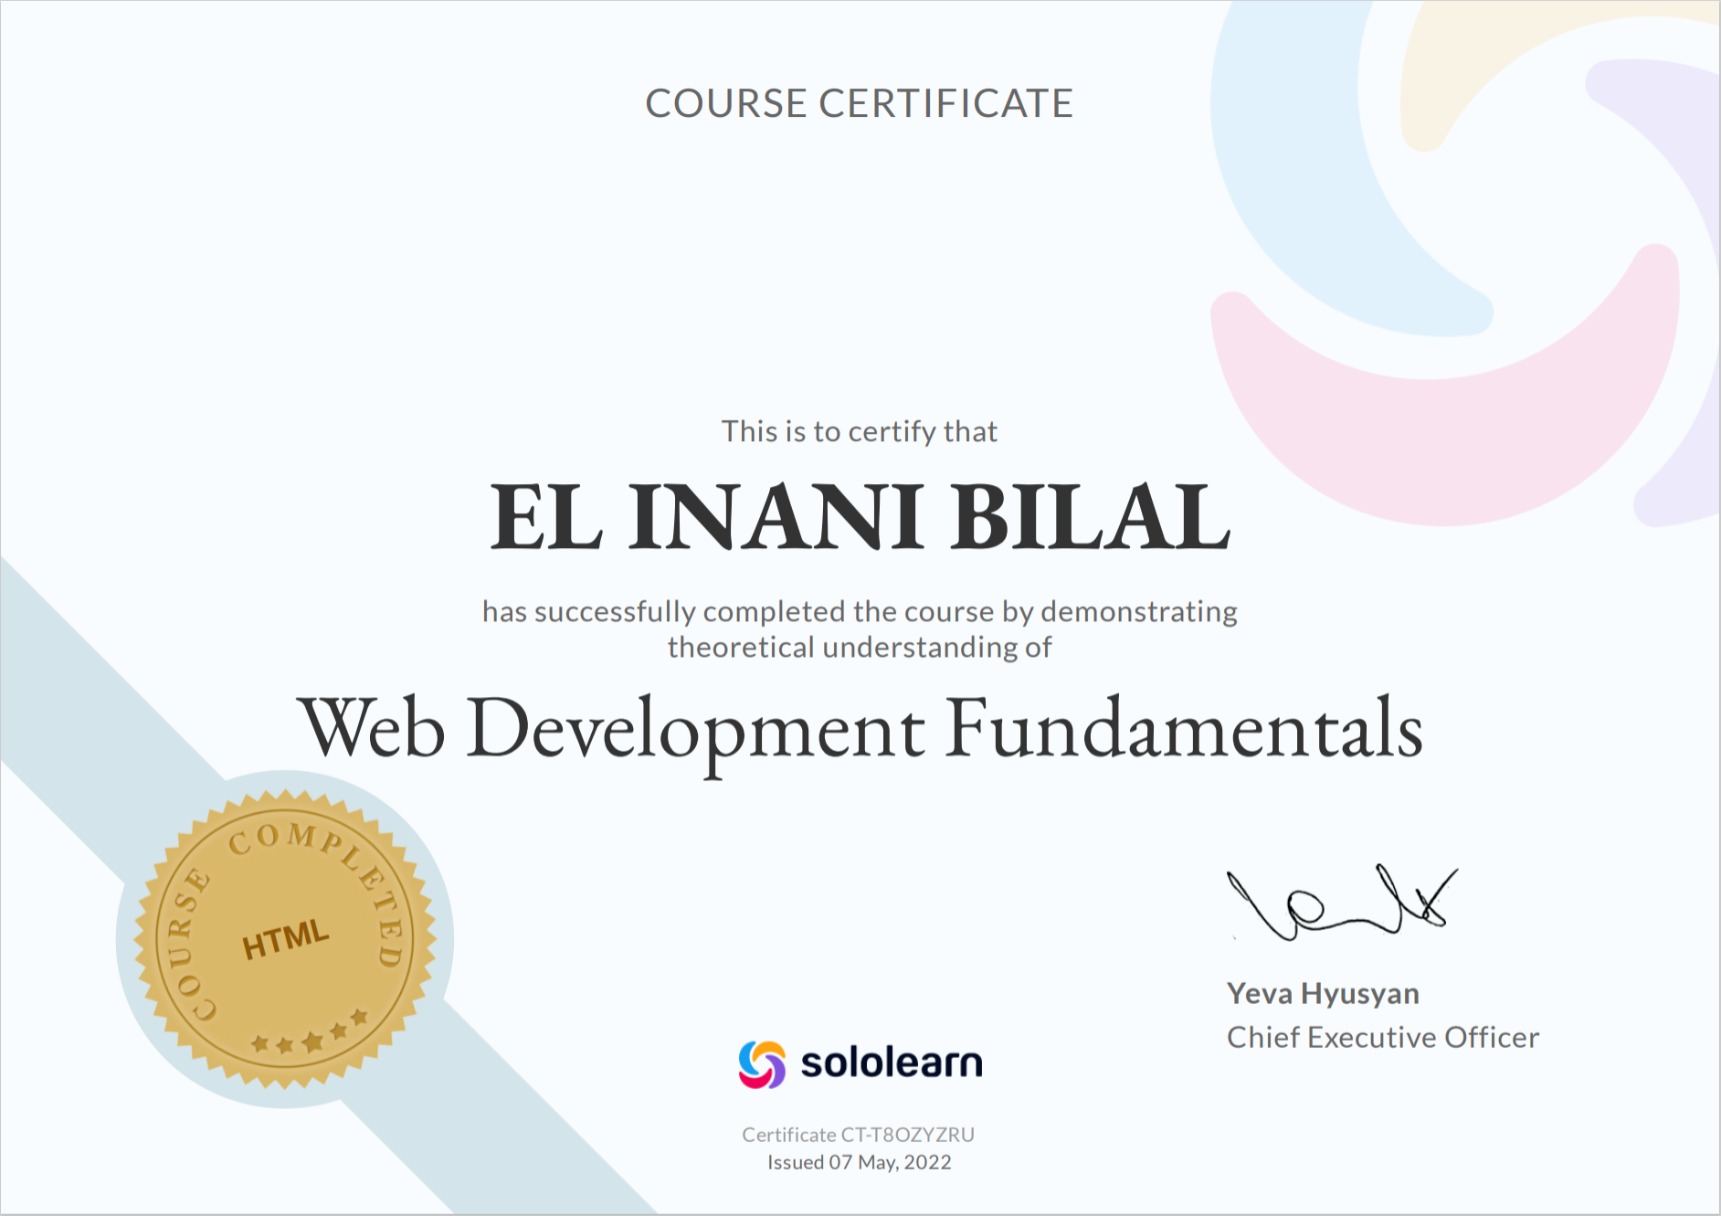 COURSE CERTIFICATE
This is to certify that
EL INANI BILAL
has successfully completed the course by demonstrating
theoretical understanding of
Web Development Fundamentals
COURSE COMPLETED
HTML
Yeva Hyusyan
Chief Executive Officer
sololearn
Certificate CT-T8OZYZRU
Issued 07 May, 2022